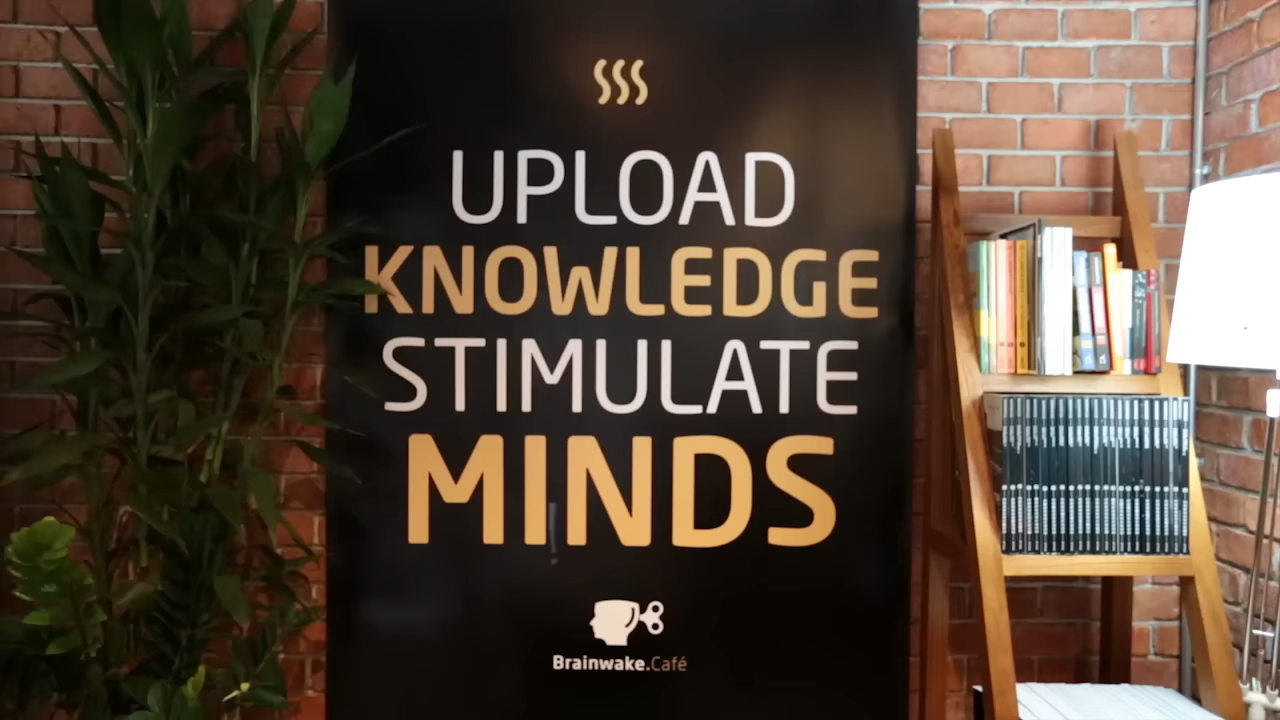 UPLOAD
KNOWLEDGE
STIMULATE
MINDS
Brainwake.Café